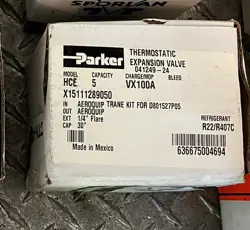 SPORLAN
Parker
THERMOSTATIC
EXPANSION VALVE
041249-24
MODEL CAPACITY CHARGE/MOP BLEED
HCE 5 VX100A
X15111289050
IN AEROQUIP TRANE KIT FOR D801527P05
OUT AEROQUIP
EXT 1/4" Flare
CAP 30"
REFRIGERANT
R22/R407C
Made in Mexico
636675004694